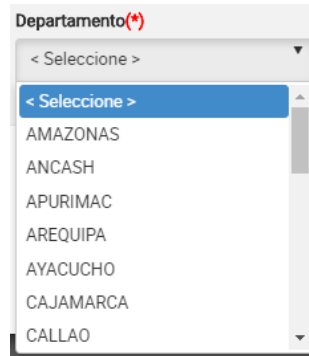 Departamento(*)
< Seleccione >
< Seleccione >
AMAZONAS
ANCASH
APURIMAC
AREQUIPA
AYACUCHO
CAJAMARCA
CALLAO